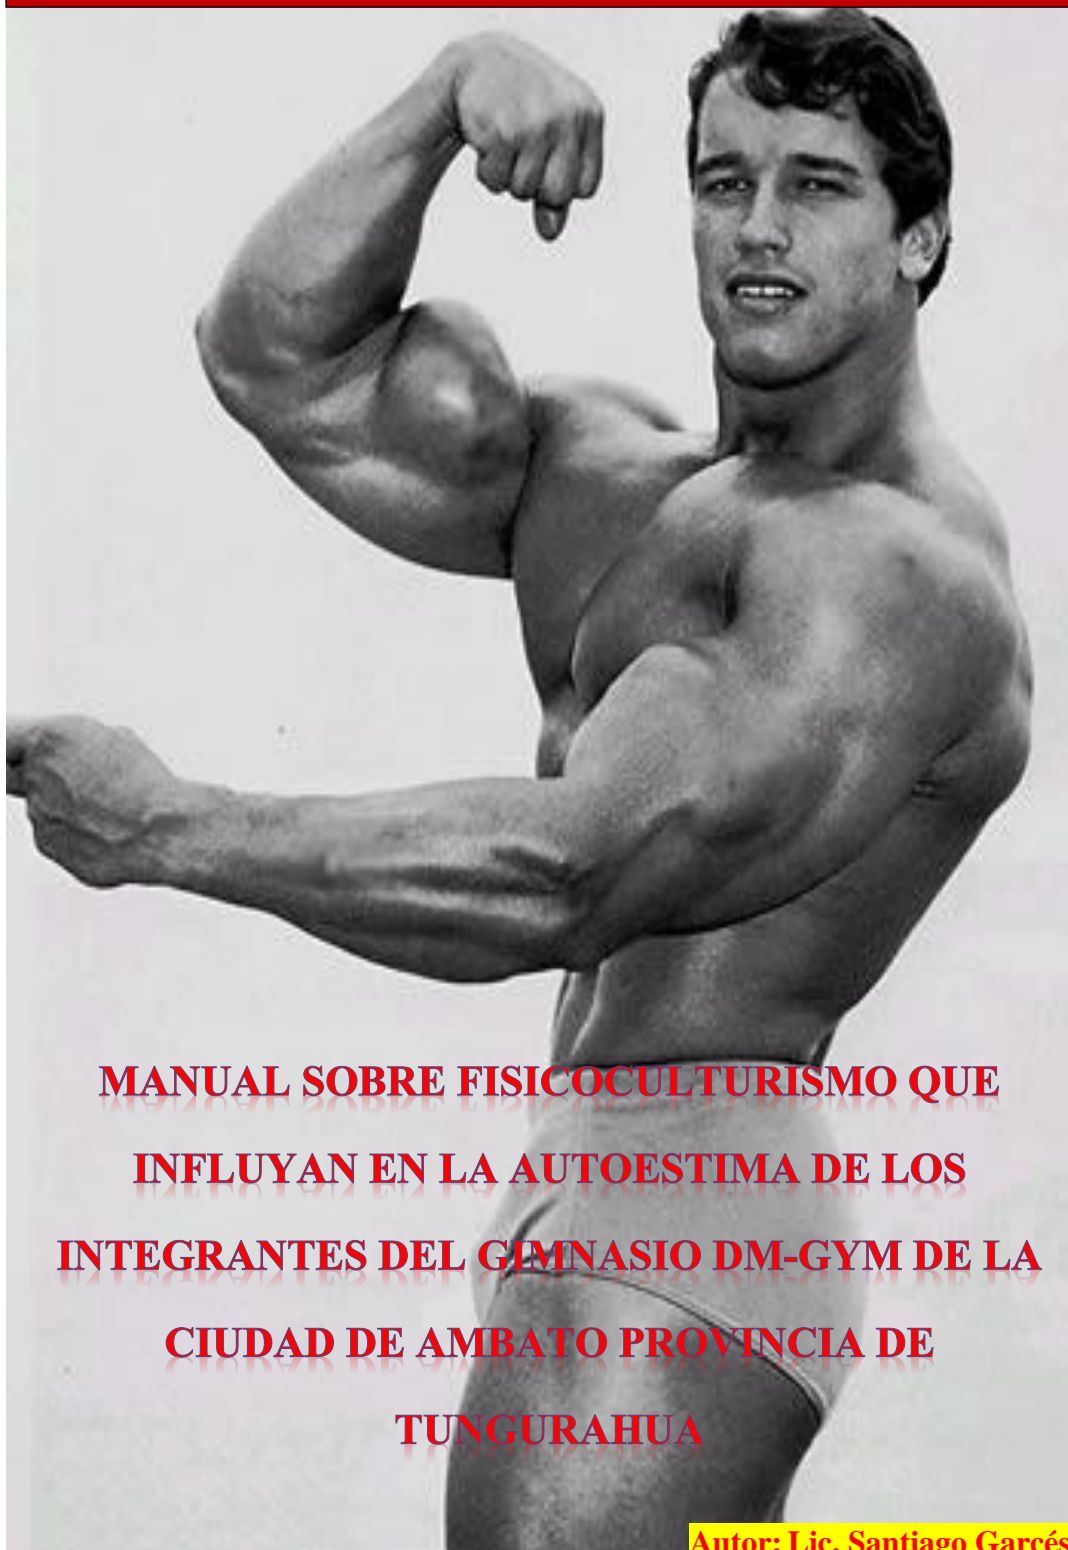 MANUAL SOBRE FISICOCULTURISMO QUE
INFLUYAN EN LA AUTOESTIMA DE LOS
INTEGRANTES DEL GIMNASIO DM-GYM DE LA
CIUDAD DE AMBATO PROVINCIA DE
TUNGURAHUA
Autor: Lic. Santiago Garcés